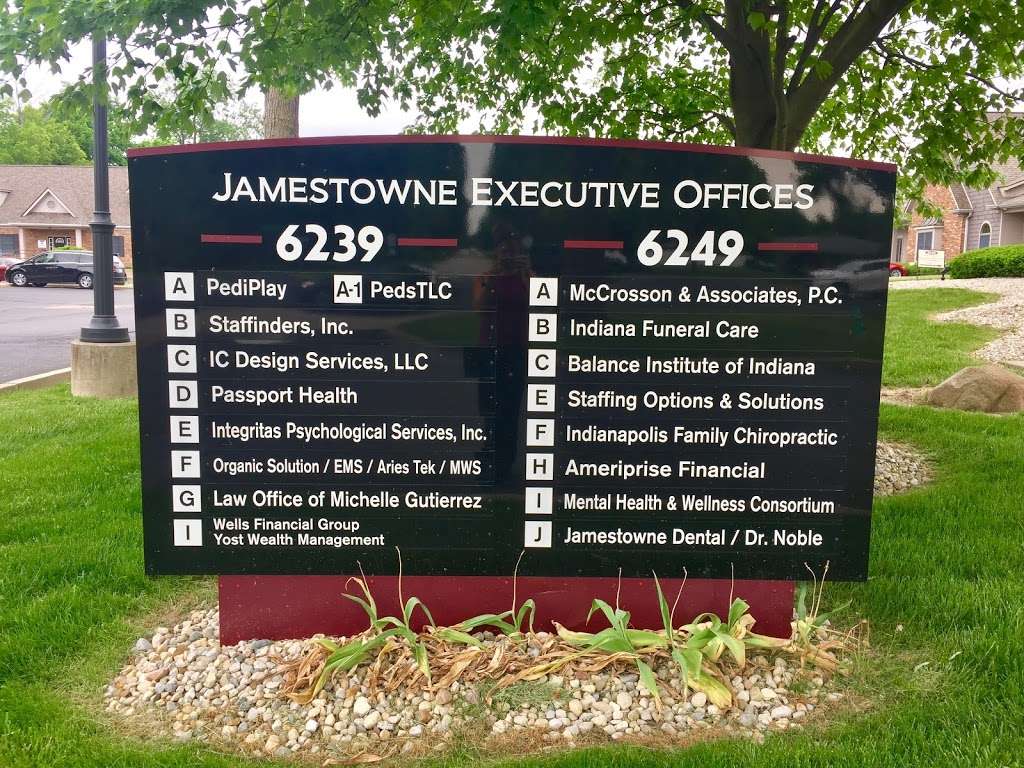 JAMESTOWNE EXECUTIVE OFFICES
6239
A PediPlay A-1 PedsTLC
B Staffinders, Inc.
C IC Design Services, LLC
D Passport Health
E Integritas Psychological Services, Inc.
F Organic Solution / EMS / Aries Tek / MWS
G Law Office of Michelle Gutierrez
I Wells Financial Group
Yost Wealth Management
6249
A McCrosson & Associates, P.C.
B Indiana Funeral Care
C Balance Institute of Indiana
E Staffing Options & Solutions
F Indianapolis Family Chiropractic
H Ameriprise Financial
I Mental Health & Wellness Consortium
J Jamestowne Dental / Dr. Noble